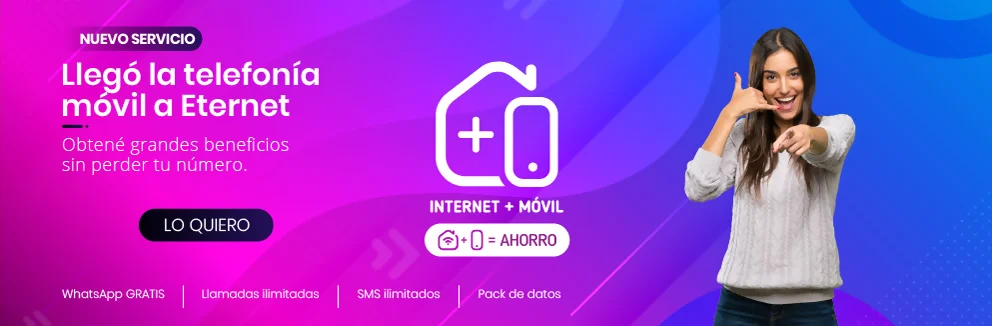 NUEVO SERVICIO
Llegó la telefonía
móvil a Eternet
Obtené grandes beneficios
sin perder tu número.
LO QUIERO
INTERNET + MÓVIL
+ = AHORRO
WhatsApp GRATIS
Llamadas ilimitadas
SMS ilimitados
Pack de datos